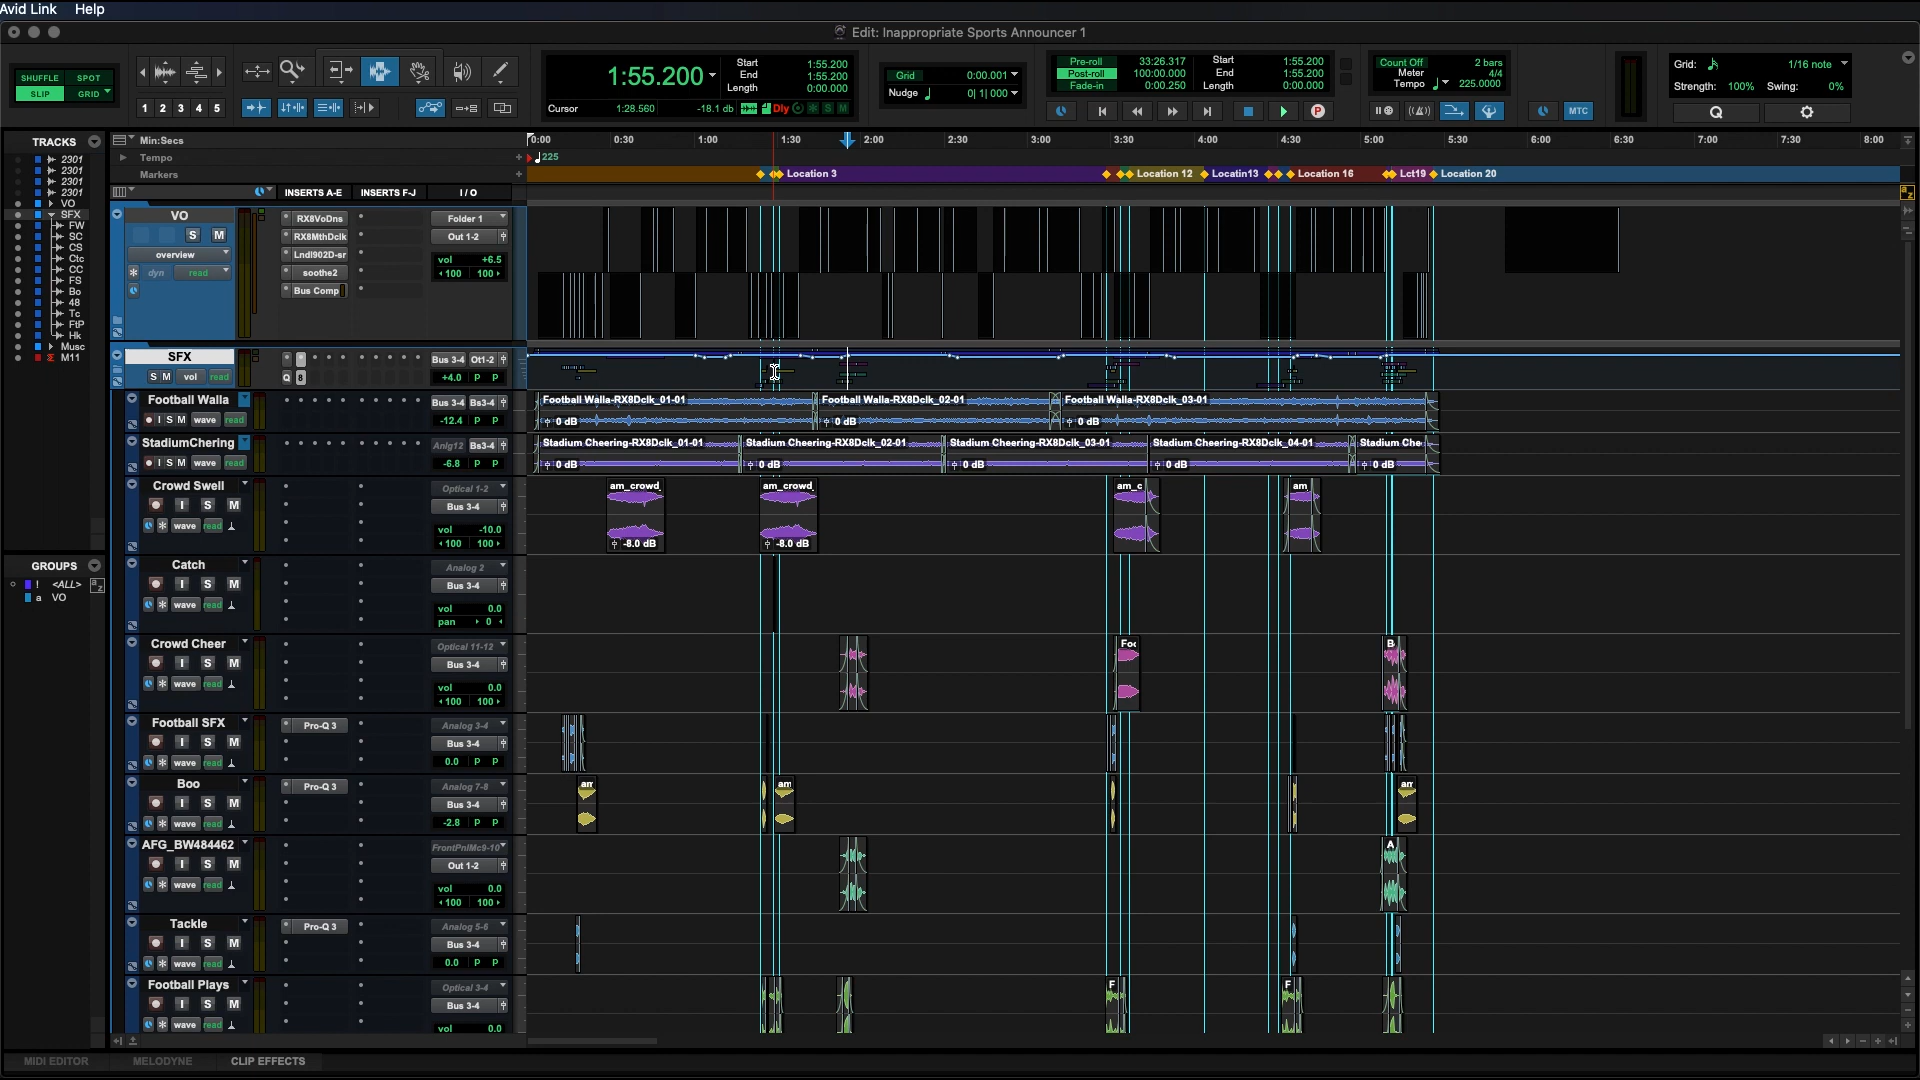 Avid Link Help
Edit: Inappropriate Sports Announcer 1
SHUFFLE SPOT
SLIP GRID
1 2 3 4 5
1:55.200
Start 1:55.200
End 1:55.200
Length 0:00.000
Cursor 1:28.560 -18.1 db Dly S M
Grid 0:00.001
Nudge 0| 1| 000
Pre-roll 33:26.317
Post-roll 100:00.000
Fade-in 0:00.250
Start 1:55.200
End 1:55.200
Length 0:00.000
Count Off 2 bars
Meter 4/4
Tempo 225.0000
MTC
Grid: 1/16 note
Strength: 100% Swing: 0%
TRACKS
2301
2301
2301
2301
VO
SFX
FW
SC
CS
Ctc
CC
FS
Bo
48
Tc
FtP
Hk
Musc
M11
GROUPS
! <ALL>
a VO
Min:Secs
Tempo
Markers
0:00 0:30 1:00 1:30 2:00 2:30 3:00 3:30 4:00 4:30 5:00 5:30 6:00 6:30 7:00 7:30 8:00
225
Location 3 Location 12 Locatin13 Location 16 Lct19 Location 20
INSERTS A-E INSERTS F-J I / O
VO
S M
overview
dyn read
RX8VoDns
RX8MthDclk
Lndl902D-sr
soothe2
Bus Comp
Folder 1
Out 1-2
vol +6.5
100 100
SFX
S M vol read
Q 8
Bus 3-4 Ot1-2
+4.0 P P
Football Walla
I S M wave
read
Bus 3-4 Bs3-4
-12.4 P P
Football Walla-RX8Dclk_01-01 Football Walla-RX8Dclk_02-01 Football Walla-RX8Dclk_03-01
0 dB 0 dB 0 dB
StadiumChering
I S M wave read
Anlg12 Bs3-4
-6.8 P P
Stadium Cheering-RX8Dclk_01-01 Stadium Cheering-RX8Dclk_02-01 Stadium Cheering-RX8Dclk_03-01 Stadium Cheering-RX8Dclk_04-01 Stadium Che
0 dB 0 dB 0 dB 0 dB 0 dB
Crowd Swell
I S M
wave read
Optical 1-2
Bus 3-4
vol -10.0
100 100
am_crowd_ am_crowd_ am_c am
-8.0 dB -8.0 dB
Catch
I S M
wave read
Analog 2
Bus 3-4
vol 0.0
pan 0
Crowd Cheer
I S M
wave read
Optical 11-12
Bus 3-4
vol 0.0
100 100
Foo B
Football SFX
I S M
wave read
Pro-Q 3
Analog 3-4
Bus 3-4
0.0 P P
Boo
I S M
wave read
Pro-Q 3
Analog 7-8
Bus 3-4
-2.8 P P
am am am
AFG_BW484462
I S M
wave read
FrontPnlMc9-10
Out 1-2
vol 0.0
100 100
A
Tackle
I S M
wave read
Pro-Q 3
Analog 5-6
Bus 3-4
0.0 P P
Football Plays
I S M
wave read
Optical 3-4
Bus 3-4
vol 0.0
F F
MIDI EDITOR MELODYNE CLIP EFFECTS